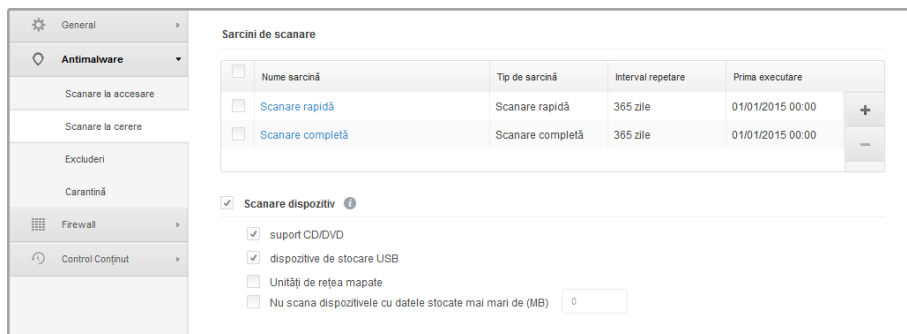 General
Antimalware
Scanare la accesare
Scanare la cerere
Excluderi
Carantină
Firewall
Control Conținut
Sarcini de scanare
Nume sarcină Tip de sarcină Interval repetare Prima executare
Scanare rapidă Scanare rapidă 365 zile 01/01/2015 00:00
Scanare completă Scanare completă 365 zile 01/01/2015 00:00
Scanare dispozitiv
suport CD/DVD
dispozitive de stocare USB
Unități de rețea mapate
Nu scana dispozitivele cu datele stocate mai mari de (MB) 0